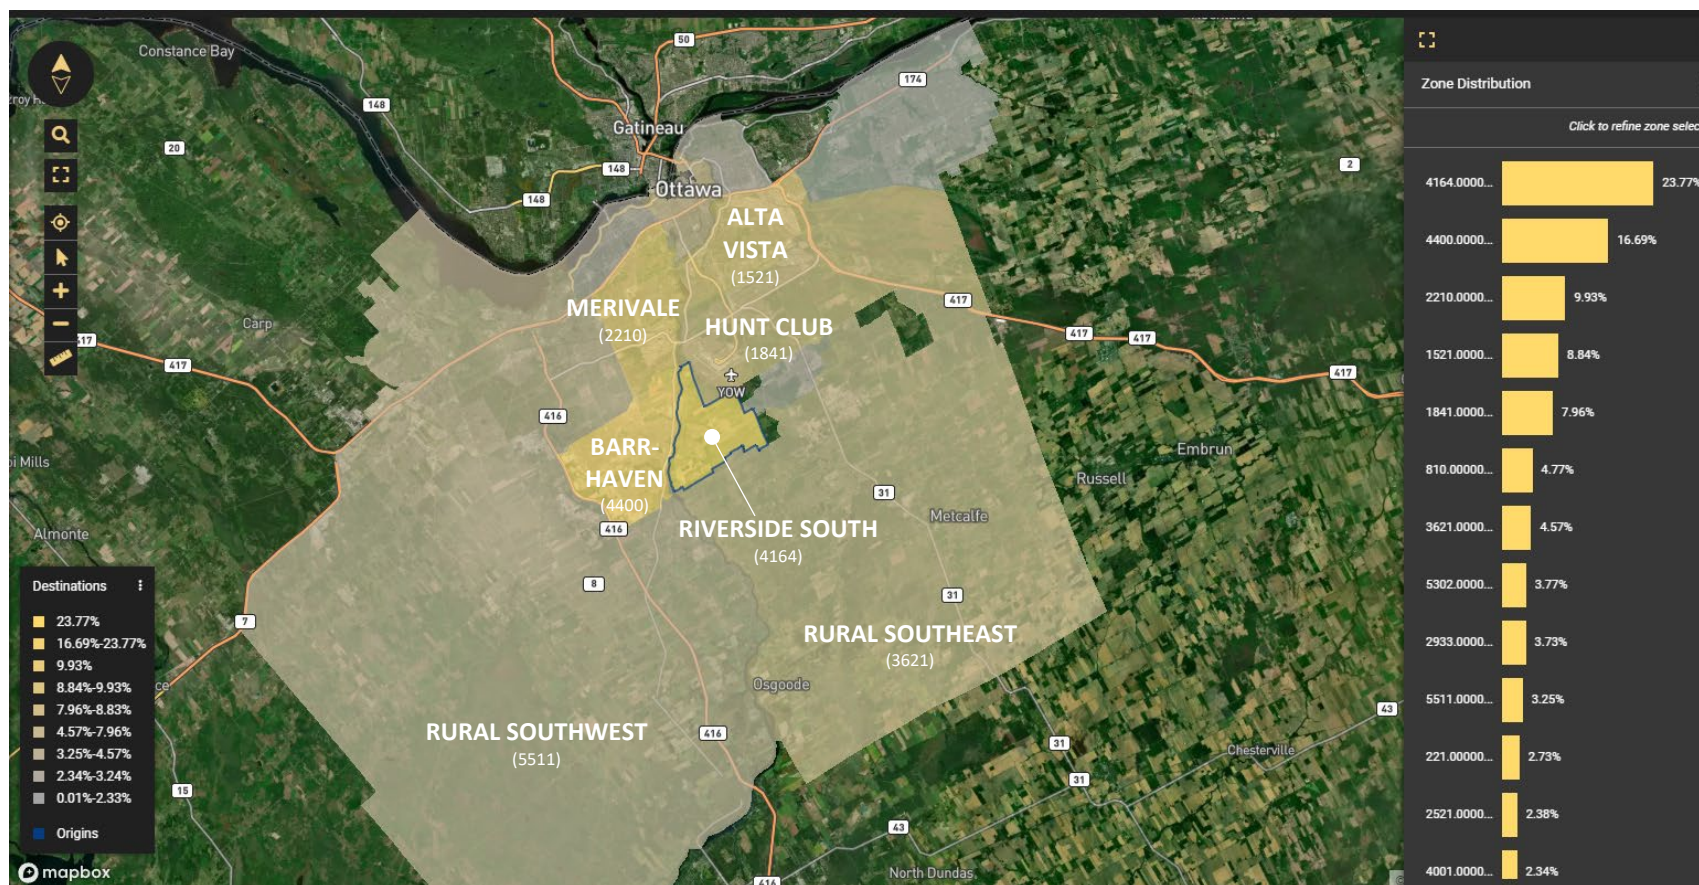 Constance Bay
50
174
148
Gatineau
20
148
2
148
Ottawa
ALTA
VISTA
(1521)
417
MERIVALE
(2210)
HUNT CLUB
(1841)
Carp
417
417
417
417
417
YOW
416
BARR-
HAVEN
(4400)
Embrun
Russell
31
Metcalfe
Almonte
416
RIVERSIDE SOUTH
(4164)
8
31
7
RURAL SOUTHEAST
(3621)
Osgoode
RURAL SOUTHWEST
(5511)
416
43
31
Chesterville
31
15
43
North Dundas
416
Destinations
23.77%
16.69%-23.77%
9.93%
8.84%-9.93%
7.96%-8.83%
4.57%-7.96%
3.25%-4.57%
2.34%-3.24%
0.01%-2.33%
Origins
mapbox
Zone Distribution
Click to refine zone selec
4164.0000... 23.77%
4400.0000... 16.69%
2210.0000... 9.93%
1521.0000... 8.84%
1841.0000... 7.96%
810.00000... 4.77%
3621.0000... 4.57%
5302.0000... 3.77%
2933.0000... 3.73%
5511.0000... 3.25%
221.00000... 2.73%
2521.0000... 2.38%
4001.0000... 2.34%